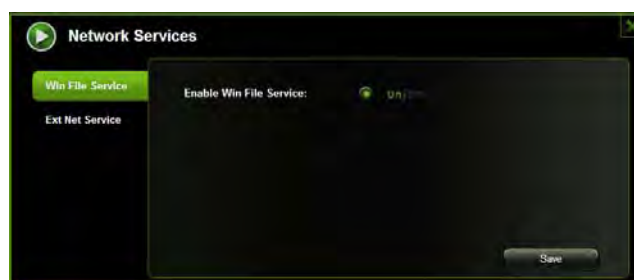 Network Services
Win File Service
Enable Win File Service:
Ext Net Service
Save